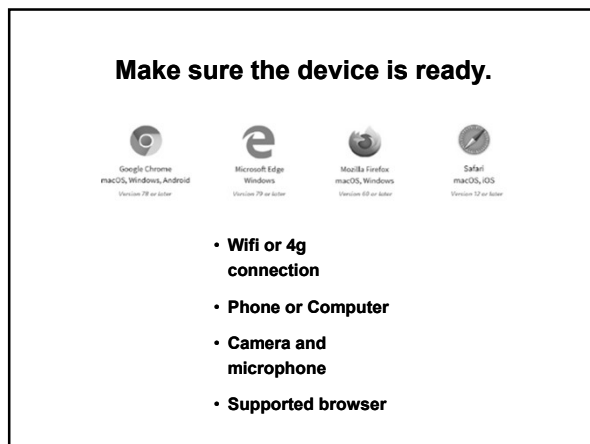 Make sure the device is ready.
Google Chrome
macOS, Windows, Android
Version 78 or later
Microsoft Edge
Windows
Version 79 or later
Mozilla Firefox
macOS, Windows
Version 69 or later
Safari
macOS, iOS
Version 12 or later
• Wifi or 4g
connection
• Phone or Computer
• Camera and
microphone
• Supported browser